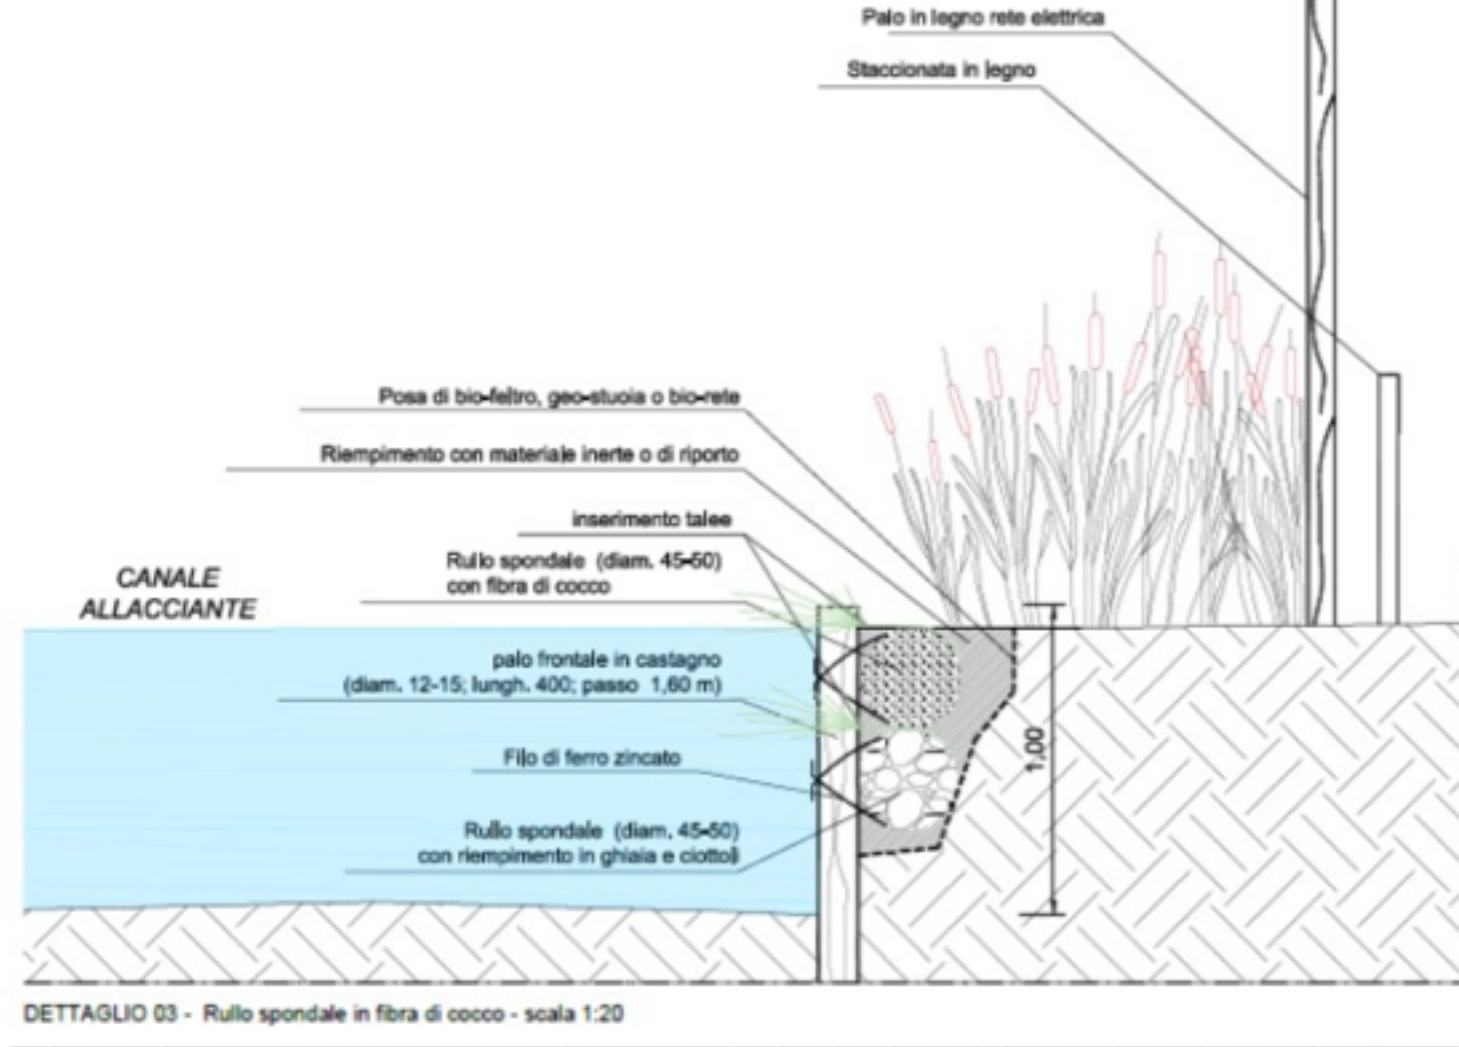 Palo in legno rete elettrica
Staccionata in legno
Posa di bio-feltro, geo-stuoia o bio-rete
Riempimento con materiale inerte o di riporto
inserimento talee
Rullo spondale (diam. 45-50)
con fibra di cocco
CANALE
ALLACCIANTE
palo frontale in castagno
(diam. 12-15; lungh. 400; passo 1,60 m)
Filo di ferro zincato
1,00
Rullo spondale (diam. 45-50)
con riempimento in ghiaia e ciottoli
DETTAGLIO 03 - Rullo spondale in fibra di cocco - scala 1:20